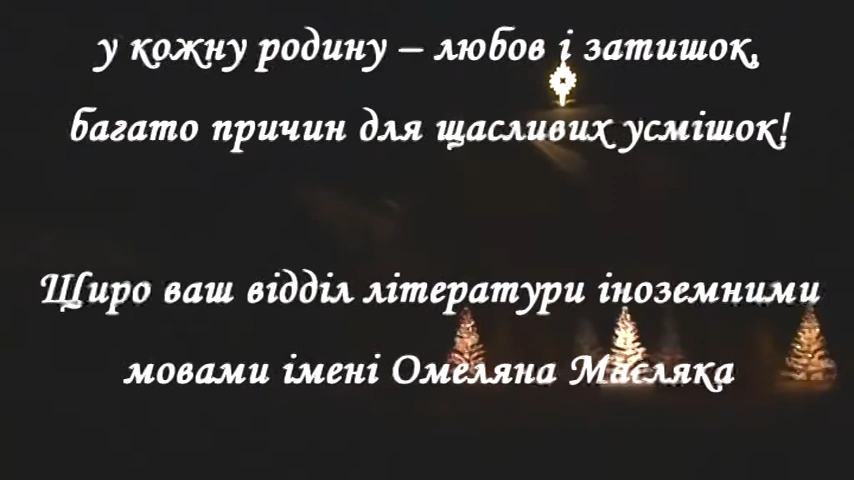 у кожну родину – любов і затишок,
багато причин для щасливих усмішок!
Щиро ваш відділ літератури іноземними
мовами імені Омеляна Масляка